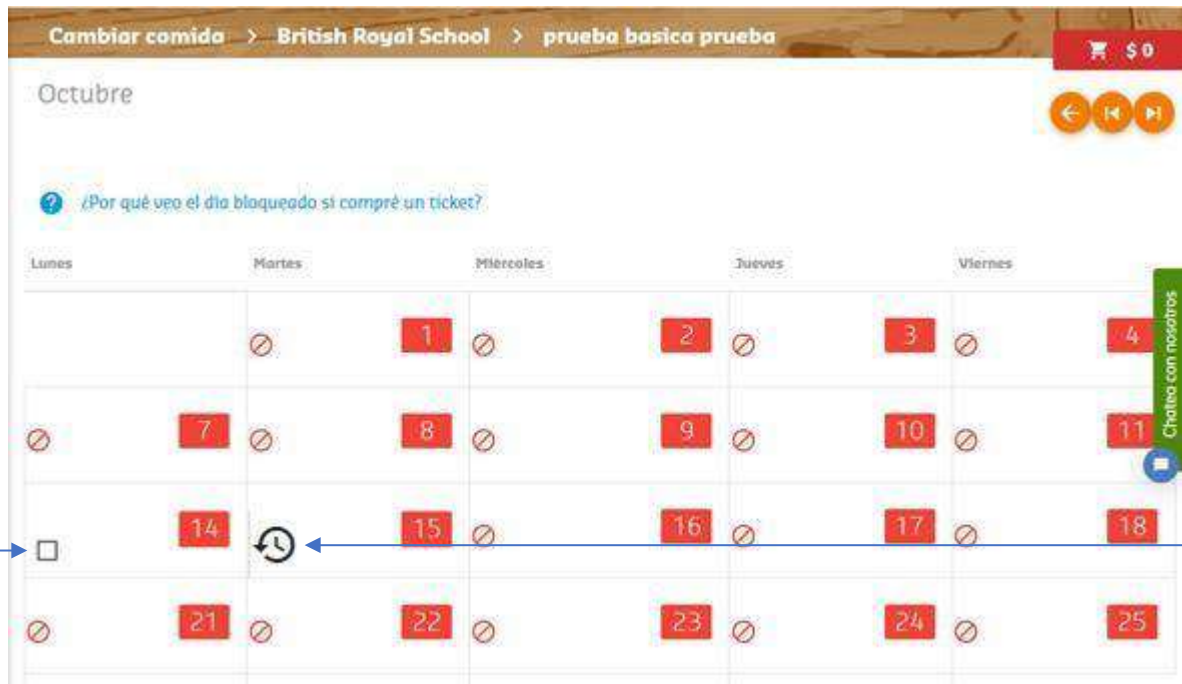 Cambiar comida > British Royal School > prueba basica prueba
$ 0
Octubre
¿Por qué veo el día bloqueado si compré un ticket?
Lunes Martes Miércoles Jueves Viernes
1 2 3 4
7 8 9 10 11
14 15 16 17 18
21 22 23 24 25
Chatea con nosotros